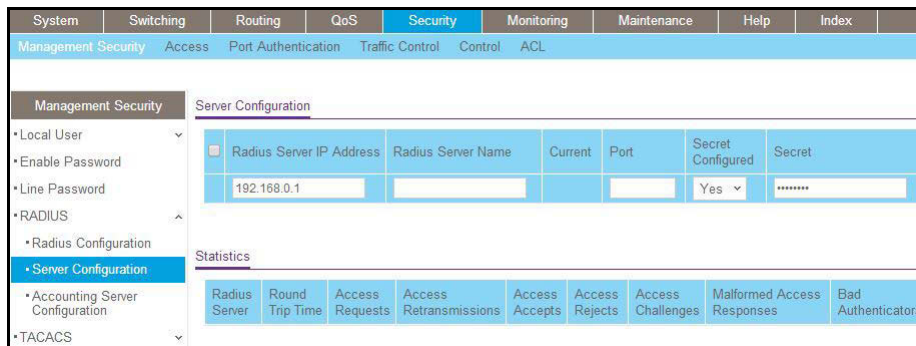 System Switching Routing QoS Security Monitoring Maintenance Help Index
Management Security Access Port Authentication Traffic Control Control ACL
Management Security
Local User
Enable Password
Line Password
RADIUS
Radius Configuration
Server Configuration
Accounting Server
Configuration
TACACS
Server Configuration
Radius Server IP Address Radius Server Name Current Port Secret Configured Secret
192.168.0.1 Yes ••••••••
Statistics
Radius Server Round Trip Time Access Requests Access Retransmissions Access Accepts Access Rejects Access Challenges Malformed Access Responses Bad Authenticator